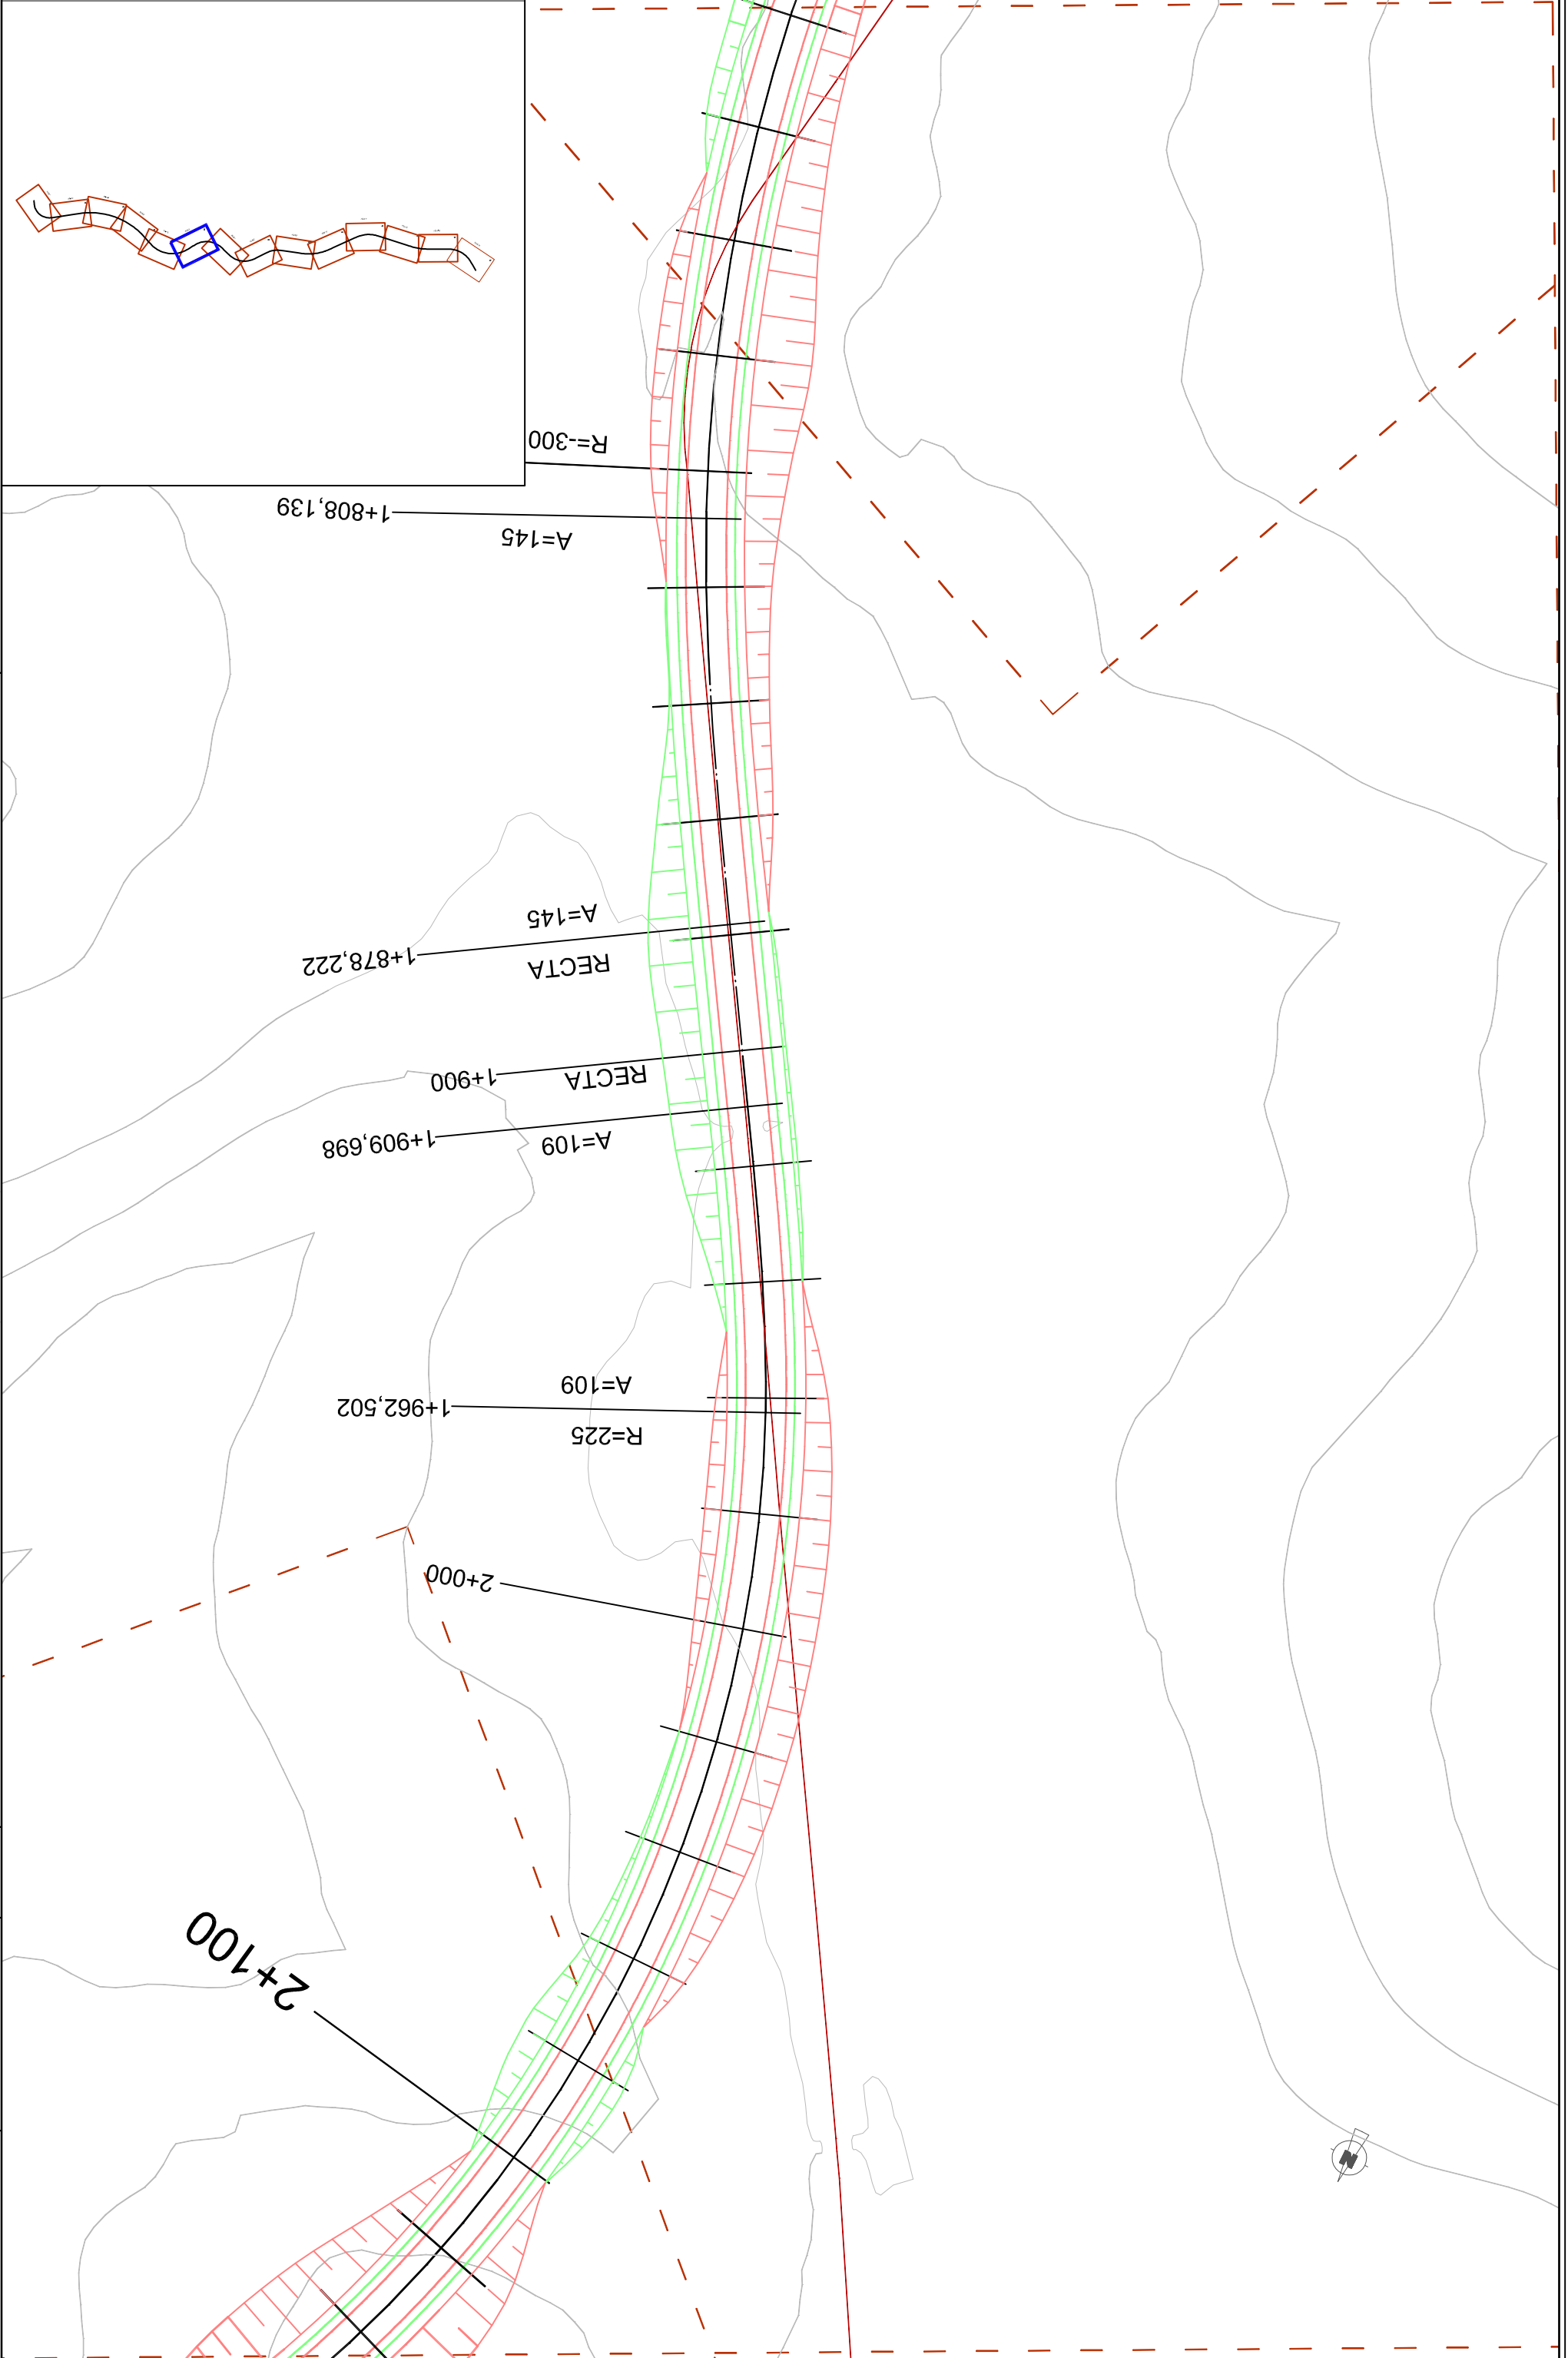 R=-300
1+808,139
A=145
A=145
1+878,222
RECTA
1+900
RECTA
1+909,698
A=109
A=109
1+962,502
R=225
2+000
2+100
N